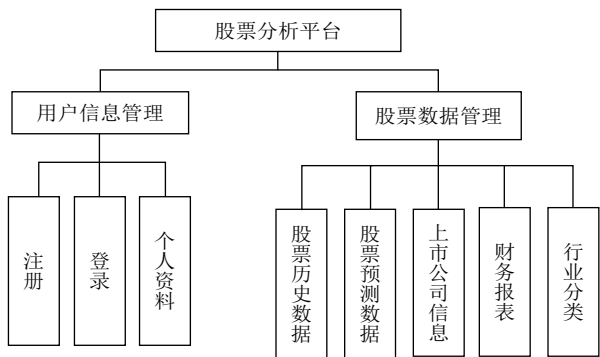 股票分析平台
用户信息管理
股票数据管理
注册
登录
个人资料
股票历史数据
股票预测数据
上市公司信息
财务报表
行业分类